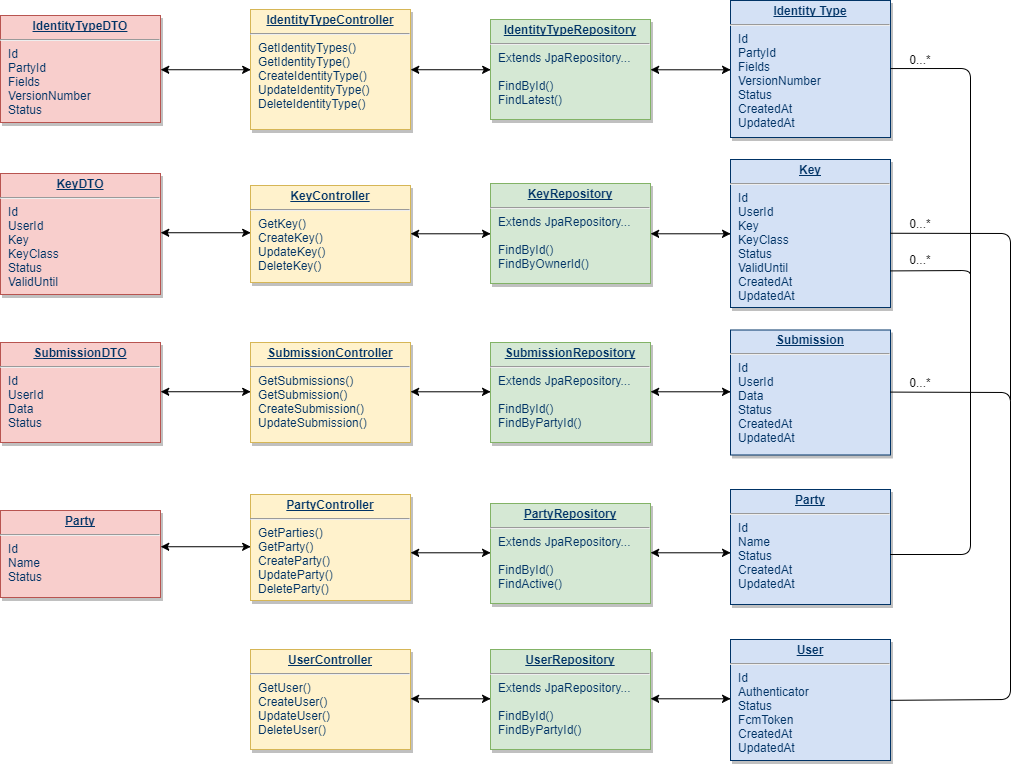 IdentityTypeDTO
Id
PartyId
Fields
VersionNumber
Status
IdentityTypeController
GetIdentityTypes()
GetIdentityType()
CreateIdentityType()
UpdateIdentityType()
DeleteIdentityType()
IdentityTypeRepository
Extends JpaRepository...
FindById()
FindLatest()
Identity Type
Id
PartyId
Fields
VersionNumber
Status
CreatedAt
UpdatedAt
0...*
KeyDTO
Id
UserId
Key
KeyClass
Status
ValidUntil
KeyController
GetKey()
CreateKey()
UpdateKey()
DeleteKey()
KeyRepository
Extends JpaRepository...
FindById()
FindByOwnerId()
Key
Id
UserId
Key
KeyClass
Status
ValidUntil
CreatedAt
UpdatedAt
0...*
0...*
SubmissionDTO
Id
UserId
Data
Status
SubmissionController
GetSubmissions()
GetSubmission()
CreateSubmission()
UpdateSubmission()
SubmissionRepository
Extends JpaRepository...
FindById()
FindByPartyId()
Submission
Id
UserId
Data
Status
CreatedAt
UpdatedAt
0...*
Party
Id
Name
Status
PartyController
GetParties()
GetParty()
CreateParty()
UpdateParty()
DeleteParty()
PartyRepository
Extends JpaRepository...
FindById()
FindActive()
Party
Id
Name
Status
CreatedAt
UpdatedAt
UserController
GetUser()
CreateUser()
UpdateUser()
DeleteUser()
UserRepository
Extends JpaRepository...
FindById()
FindByPartyId()
User
Id
Authenticator
Status
FcmToken
CreatedAt
UpdatedAt